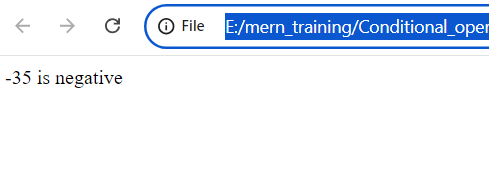 File E:/mern_training/Conditional_oper
-35 is negative